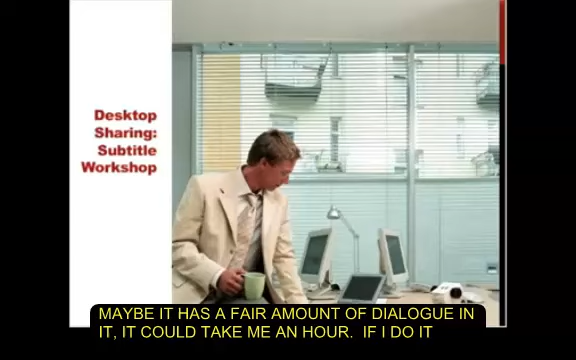 Desktop
Sharing:
Subtitle
Workshop
MAYBE IT HAS A FAIR AMOUNT OF DIALOGUE IN
IT, IT COULD TAKE ME AN HOUR.  IF I DO IT